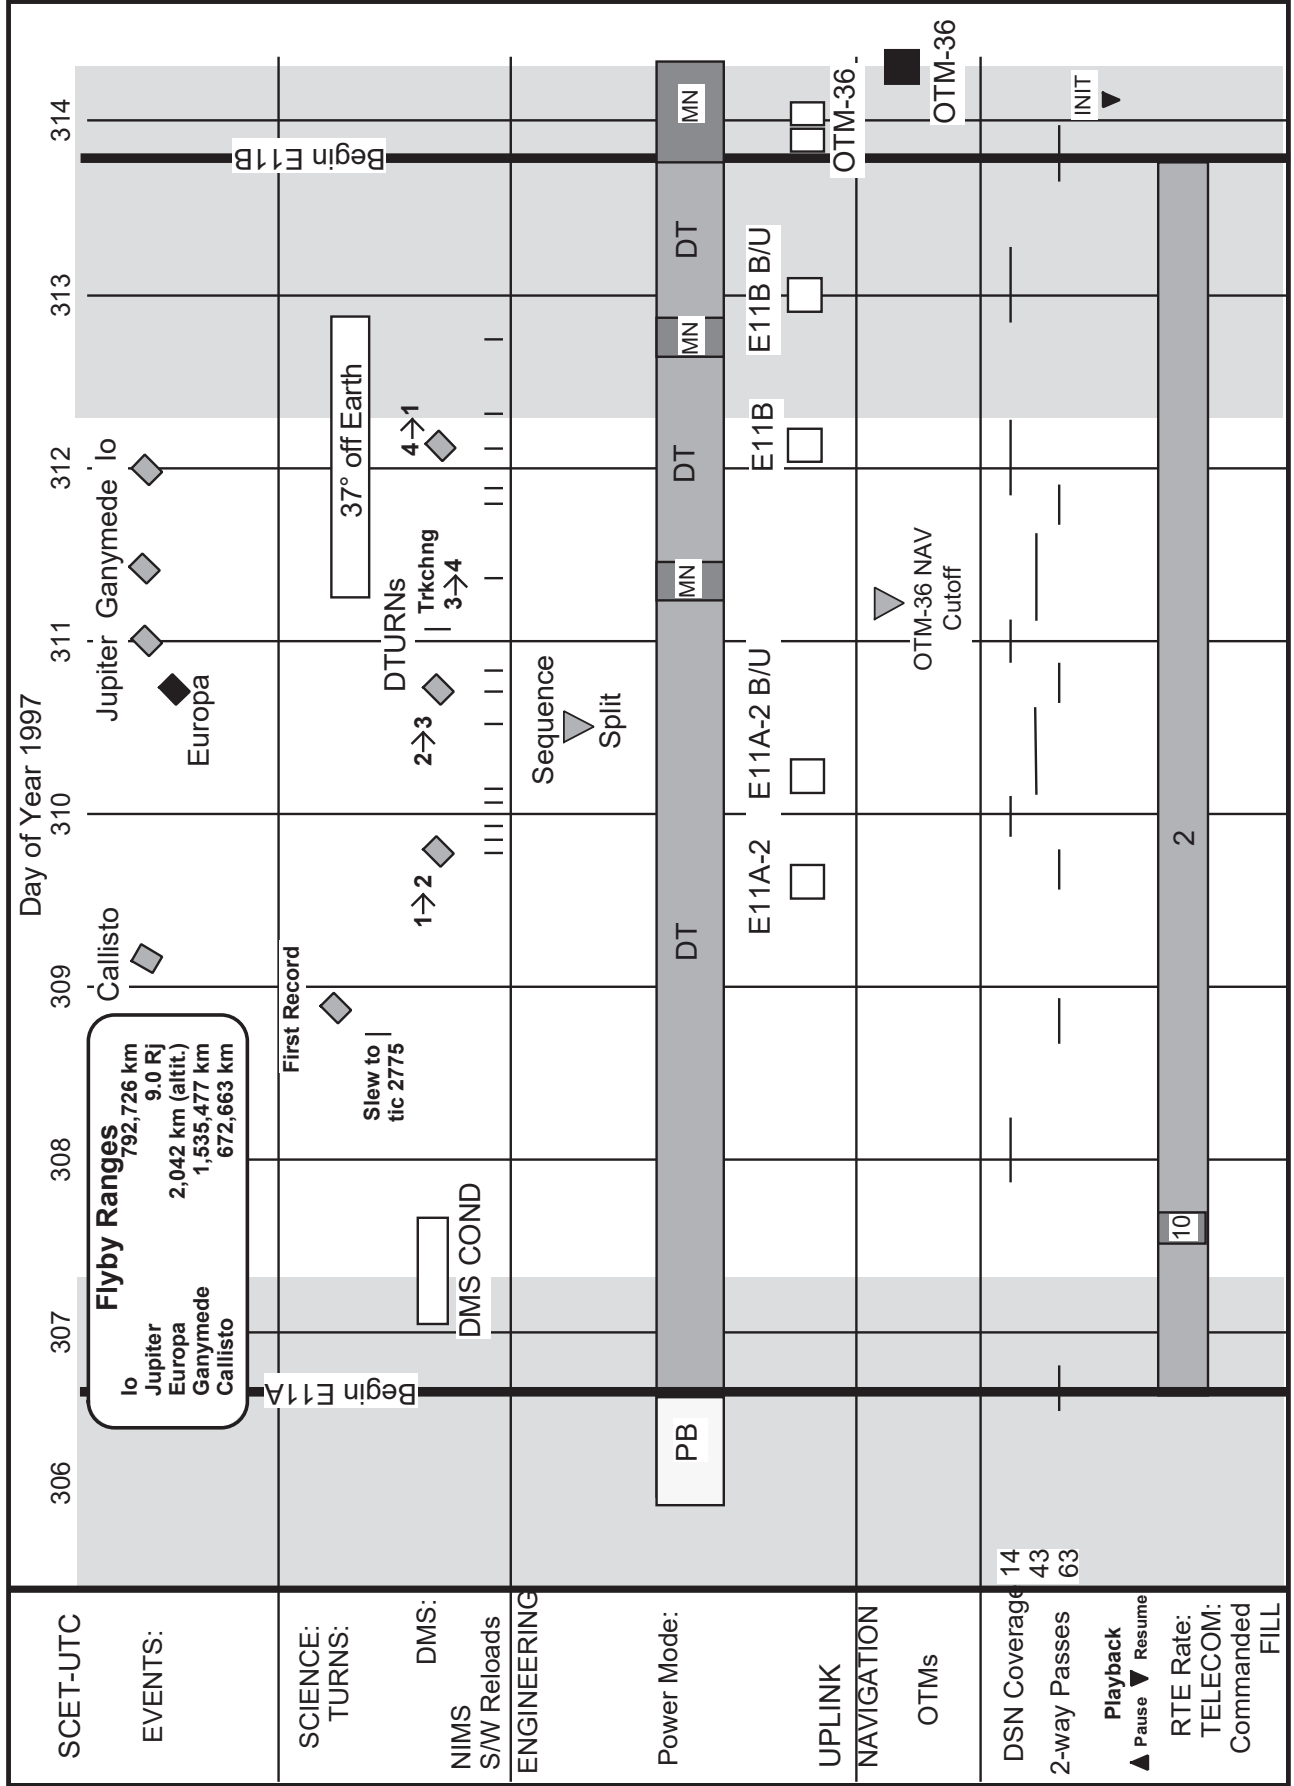 Day of Year 1997
SCET-UTC
306
307
308
309
310
311
312
313
314
EVENTS:
Flyby Ranges
Io 792,726 km
Jupiter 9.0 Rj
Europa 2,042 km (altit.)
Ganymede 1,535,477 km
Callisto 672,663 km
Callisto
Europa
Jupiter
Ganymede
Io
Begin E11A
Begin E11B
SCIENCE:
TURNS:
First Record
Slew to
tic 2775
37° off Earth
DMS:
DMS COND
1→2
2→3
DTURNs
Trkchng
3→4
4→1
NIMS
S/W Reloads
ENGINEERING
Sequence
Split
Power Mode:
PB
DT
MN
DT
MN
DT
MN
UPLINK
E11A-2
E11A-2 B/U
E11B
E11B B/U
OTM-36
NAVIGATION
OTMs
OTM-36 NAV
Cutoff
OTM-36
DSN Coverage
14
43
2-way Passes
63
Playback
▲ Pause ▼ Resume
INIT
RTE Rate:
10
2
TELECOM:
Commanded
FILL